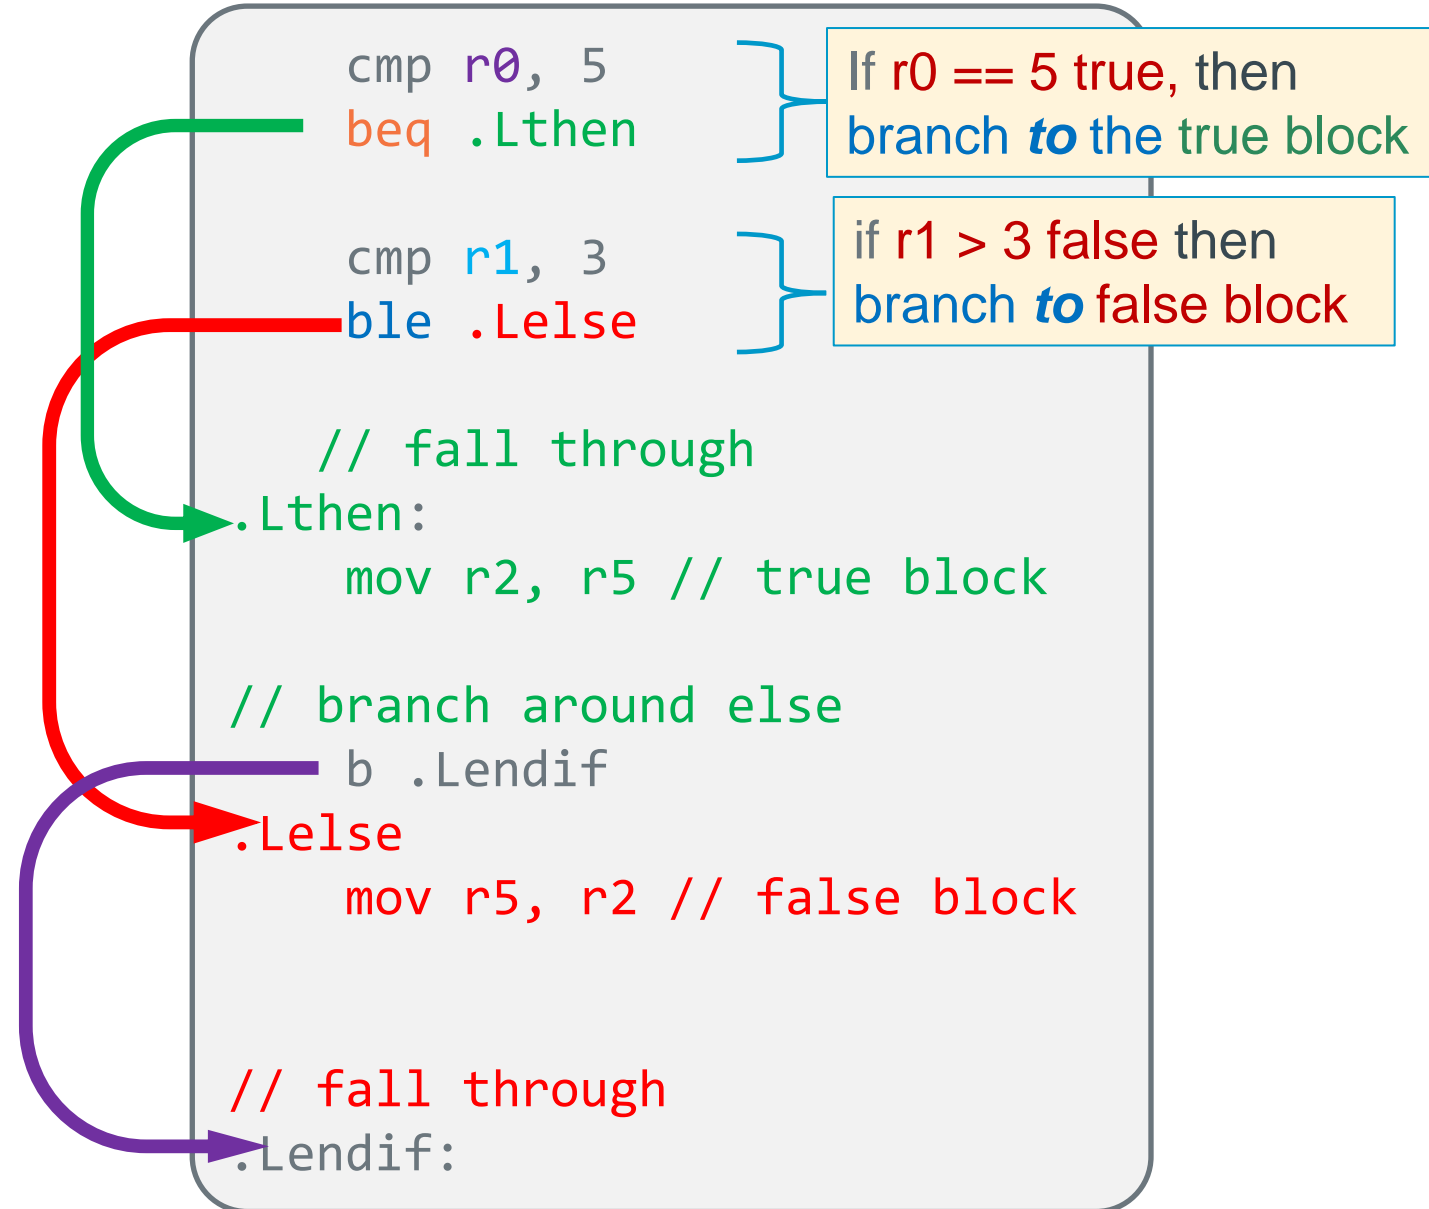 cmp r0, 5
beq .Lthen
If r0 == 5 true, then
branch to the true block
cmp r1, 3
ble .Lelse
if r1 > 3 false then
branch to false block
// fall through
.Lthen:
mov r2, r5 // true block
// branch around else
b .Lendif
.Lelse
mov r5, r2 // false block
// fall through
.Lendif: